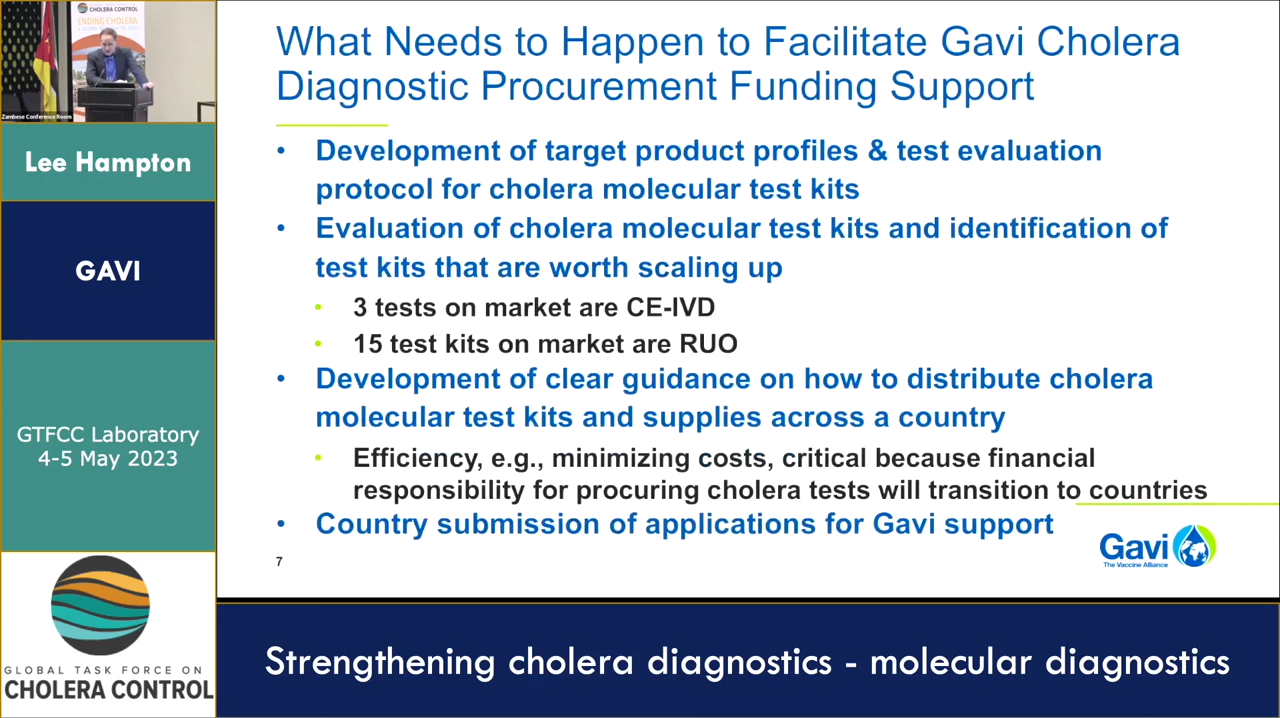 CHOLERA CONTROL
ENDING CHOLERA
Zambese Conference Room
Lee Hampton
GAVI
GTFCC Laboratory
4-5 May 2023
GLOBAL TASK FORCE ON
CHOLERA CONTROL
What Needs to Happen to Facilitate Gavi Cholera
Diagnostic Procurement Funding Support
• Development of target product profiles & test evaluation
protocol for cholera molecular test kits
• Evaluation of cholera molecular test kits and identification of
test kits that are worth scaling up
• 3 tests on market are CE-IVD
• 15 test kits on market are RUO
• Development of clear guidance on how to distribute cholera
molecular test kits and supplies across a country
• Efficiency, e.g., minimizing costs, critical because financial
responsibility for procuring cholera tests will transition to countries
• Country submission of applications for Gavi support
7
Gavi
The Vaccine Alliance
Strengthening cholera diagnostics - molecular diagnostics